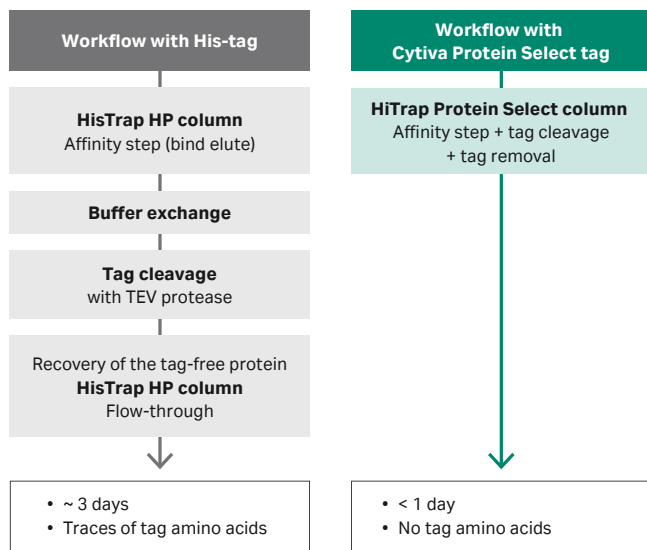 Workflow with His-tag
HisTrap HP column
Affinity step (bind elute)
Buffer exchange
Tag cleavage
with TEV protease
Recovery of the tag-free protein
HisTrap HP column
Flow-through
• ~ 3 days
• Traces of tag amino acids
Workflow with
Cytiva Protein Select tag
HiTrap Protein Select column
Affinity step + tag cleavage
+ tag removal
• < 1 day
• No tag amino acids